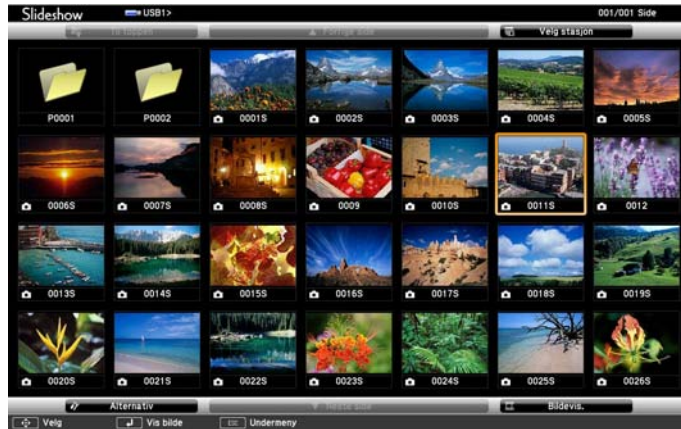 Slideshow USB1> 001/001 Side
Til toppen Forrige side Velg stasjon
P0001 P0002 0001S 0002S 0003S 0004S 0005S
0006S 0007S 0008S 0009 0010S 0011S 0012
0013S 0014S 0015S 0016S 0017S 0018S 0019S
0020S 0021S 0022S 0023S 0024S 0025S 0026S
Alternativ Neste side Bildevis.
Velg Vis bilde ESC Undermeny